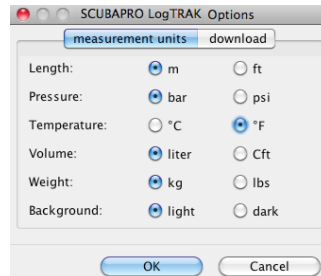 SCUBAPRO LogTRAK Options
measurement units download
Length: m ft
Pressure: bar psi
Temperature: °C °F
Volume: liter Cft
Weight: kg lbs
Background: light dark
OK Cancel